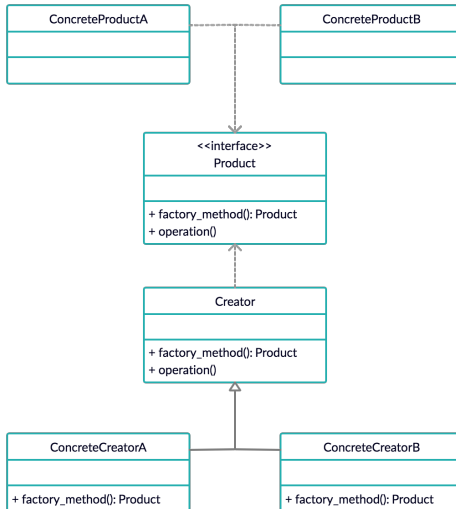 ConcreteProductA
ConcreteProductB
<<interface>>
Product
+ factory_method(): Product
+ operation()
Creator
+ factory_method(): Product
+ operation()
ConcreteCreatorA
ConcreteCreatorB
+ factory_method(): Product
+ factory_method(): Product